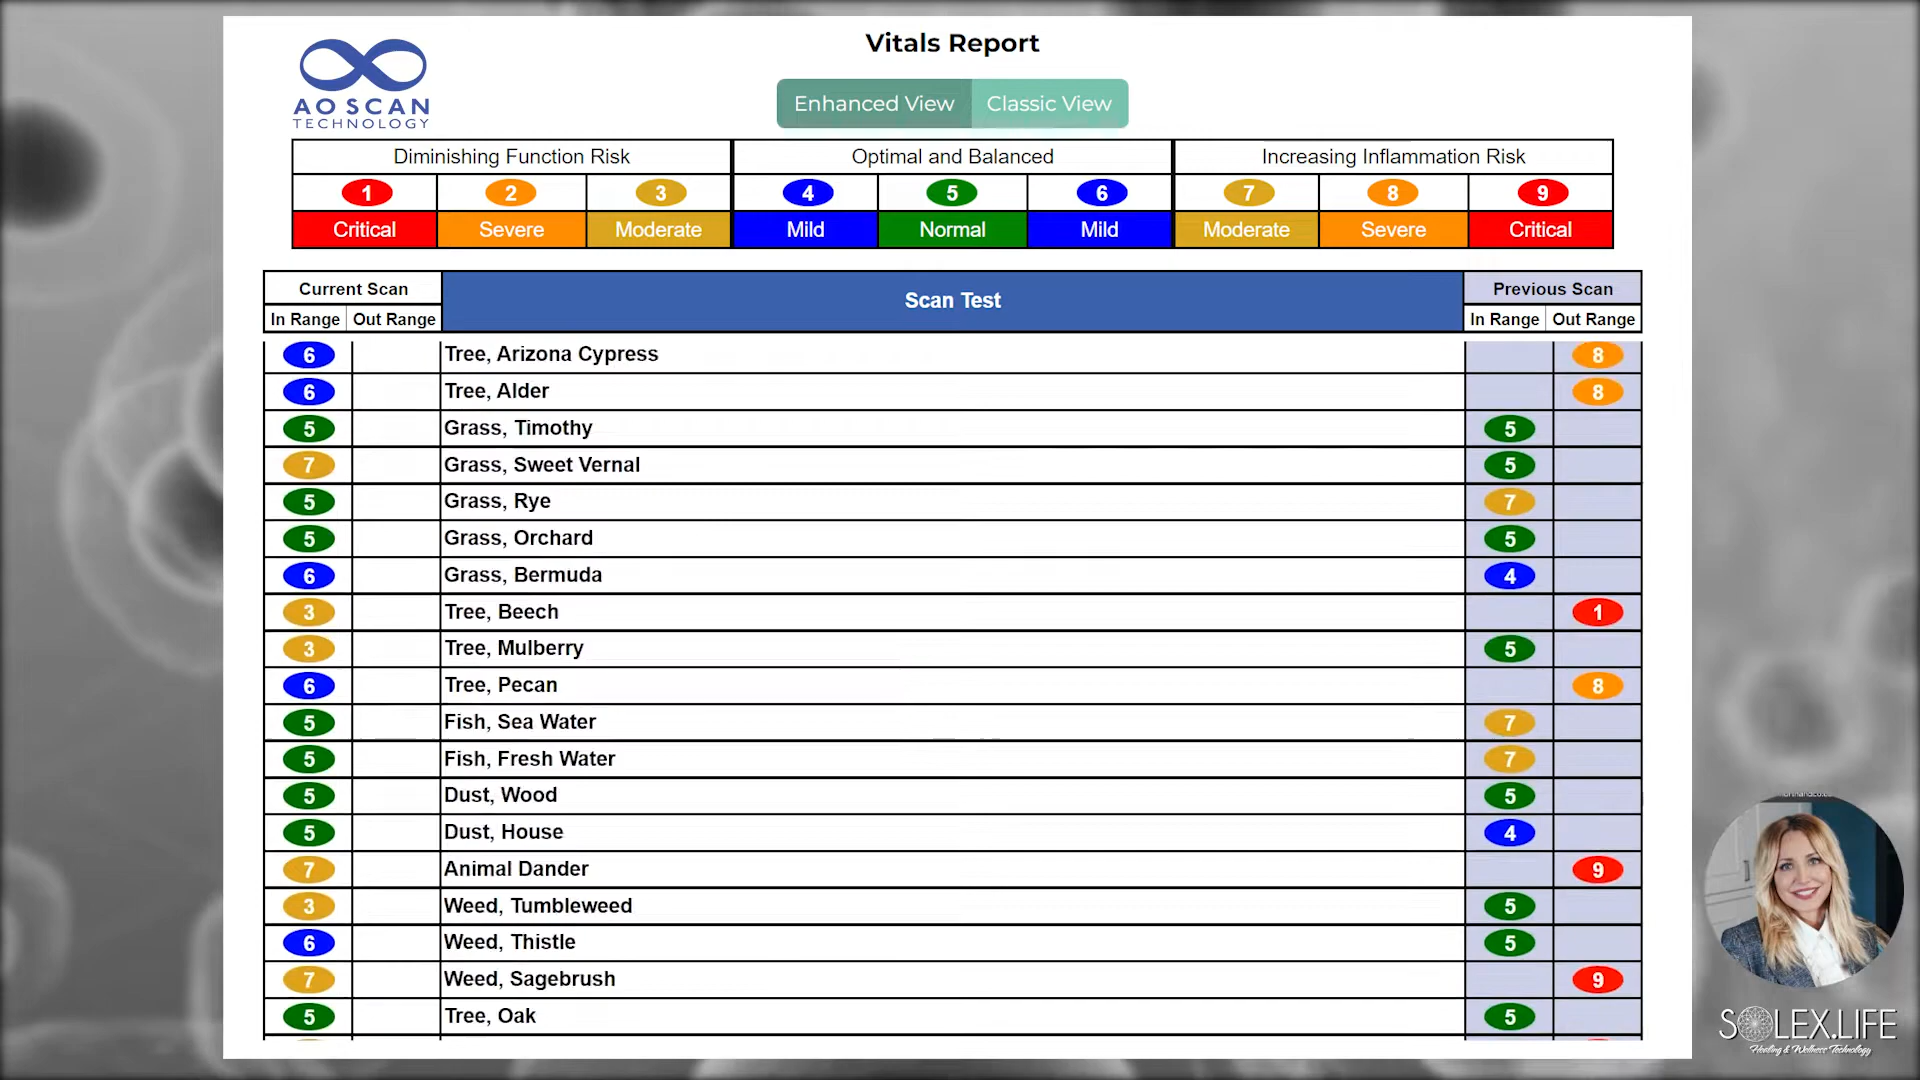 Vitals Report
AO SCAN
TECHNOLOGY
Enhanced View Classic View
Diminishing Function Risk Optimal and Balanced Increasing Inflammation Risk
1 2 3 4 5 6 7 8 9
Critical Severe Moderate Mild Normal Mild Moderate Severe Critical
Current Scan Scan Test Previous Scan
In Range Out Range In Range Out Range
6 Tree, Arizona Cypress 8
6 Tree, Alder 8
5 Grass, Timothy 5
7 Grass, Sweet Vernal 5
5 Grass, Rye 7
5 Grass, Orchard 5
6 Grass, Bermuda 4
3 Tree, Beech 1
3 Tree, Mulberry 5
6 Tree, Pecan 8
5 Fish, Sea Water 7
5 Fish, Fresh Water 7
5 Dust, Wood 5
5 Dust, House 4
7 Animal Dander 9
3 Weed, Tumbleweed 5
6 Weed, Thistle 5
7 Weed, Sagebrush 9
5 Tree, Oak 5
SOLEX.LIFE
Healing & Wellness Technology